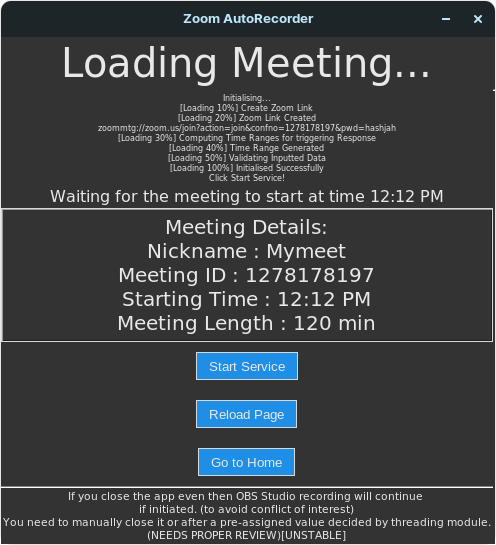 Zoom AutoRecorder
Loading Meeting...
Initialising...
[Loading 10%] Create Zoom Link
[Loading 20%] Zoom Link Created
zoommtg://zoom.us/join?action=join&confno=1278178197&pwd=hashjah
[Loading 30%] Computing Time Ranges for triggering Response
[Loading 40%] Time Range Generated
[Loading 50%] Validating Inputted Data
[Loading 100%] Initialised Successfully
Click Start Service!
Waiting for the meeting to start at time 12:12 PM
Meeting Details:
Nickname : Mymeet
Meeting ID : 1278178197
Starting Time : 12:12 PM
Meeting Length : 120 min
Start Service
Reload Page
Go to Home
If you close the app even then OBS Studio recording will continue
if initiated. (to avoid conflict of interest)
You need to manually close it or after a pre-assigned value decided by threading module.
(NEEDS PROPER REVIEW)[UNSTABLE]